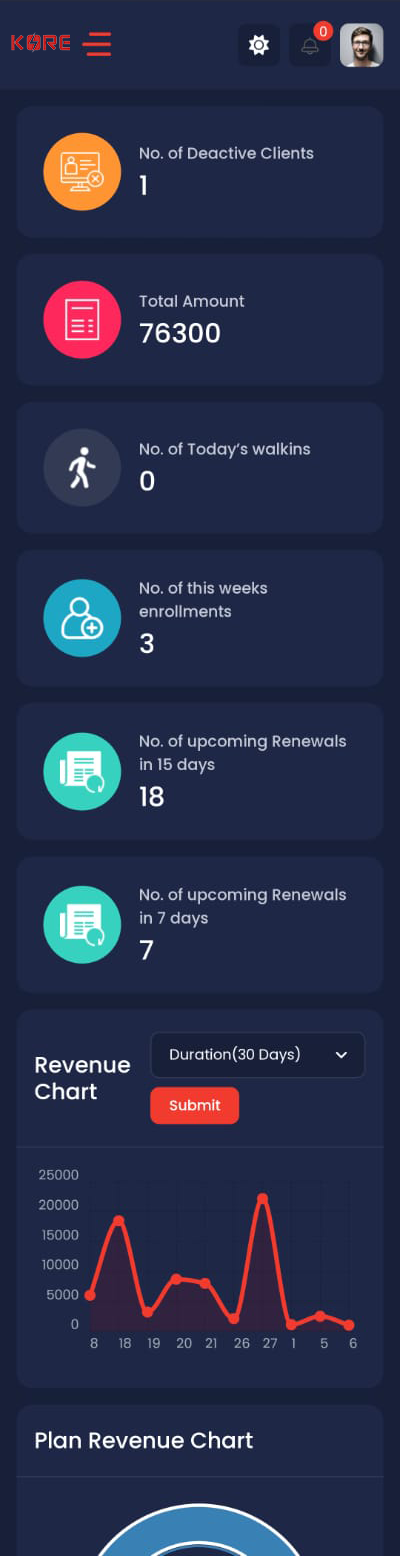 KORE
0
No. of Deactive Clients
1
Total Amount
76300
No. of Today's walkins
0
No. of this weeks
enrollments
3
No. of upcoming Renewals
in 15 days
18
No. of upcoming Renewals
in 7 days
7
Revenue
Chart
Duration(30 Days)
Submit
25000
20000
15000
10000
5000
0
8 18 19 20 21 26 27 1 5 6
Plan Revenue Chart